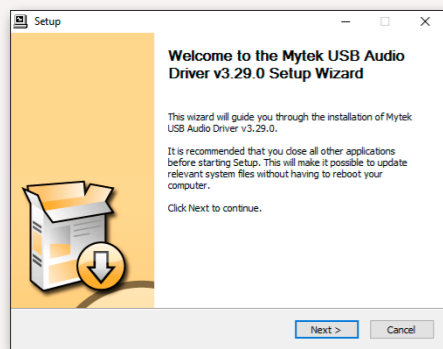 Setup
Welcome to the Mytek USB Audio
Driver v3.29.0 Setup Wizard
This wizard will guide you through the installation of Mytek
USB Audio Driver v3.29.0.
It is recommended that you close all other applications
before starting Setup. This will make it possible to update
relevant system files without having to reboot your
computer.
Click Next to continue.
Next >
Cancel